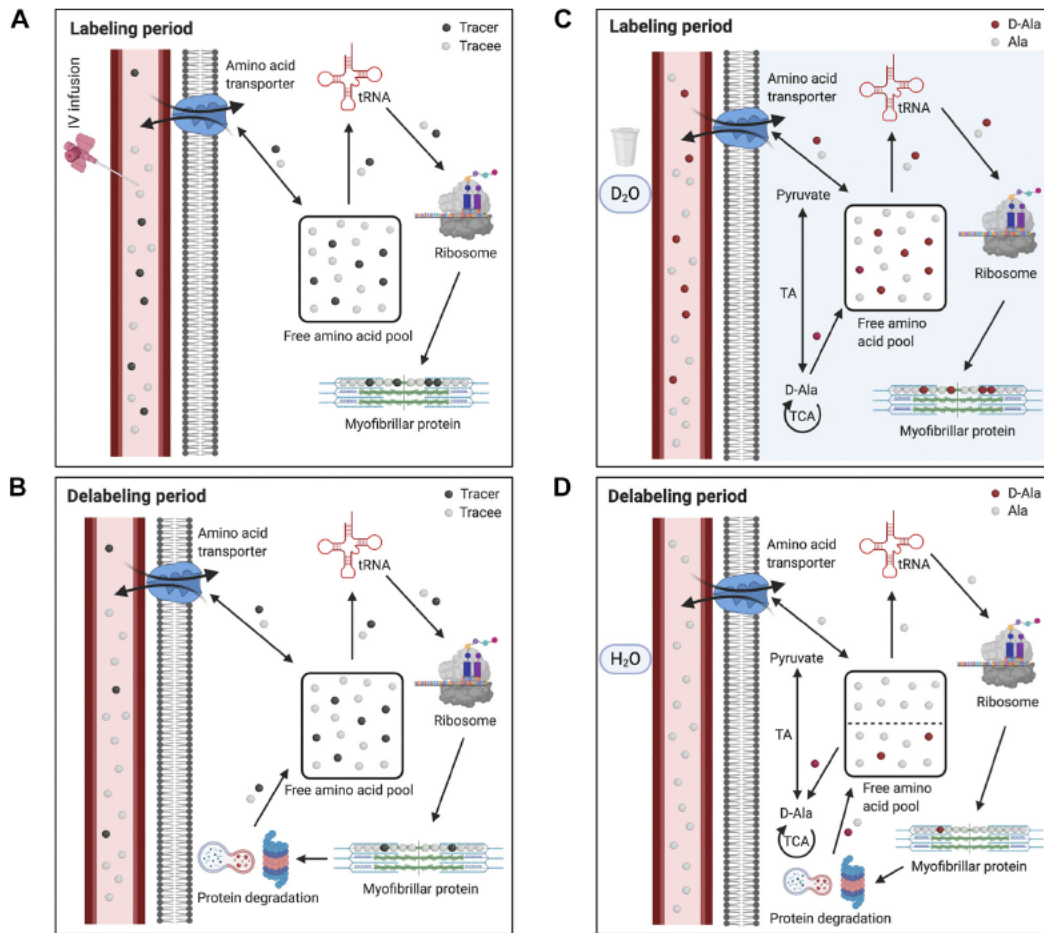 A
Labeling period
Tracer
Tracee
IV infusion
Amino acid
transporter
tRNA
Ribosome
Free amino acid pool
Myofibrillar protein
B
Delabeling period
Tracer
Tracee
Amino acid
transporter
tRNA
Ribosome
Free amino acid pool
Protein degradation
Myofibrillar protein
C
Labeling period
D-Ala
Ala
Amino acid
transporter
tRNA
D₂O
Pyruvate
Ribosome
TA
Free amino
acid pool
D-Ala
TCA
Myofibrillar protein
D
Delabeling period
D-Ala
Ala
Amino acid
transporter
tRNA
H₂O
Pyruvate
Ribosome
TA
Free amino
acid pool
D-Ala
TCA
Myofibrillar protein
Protein degradation